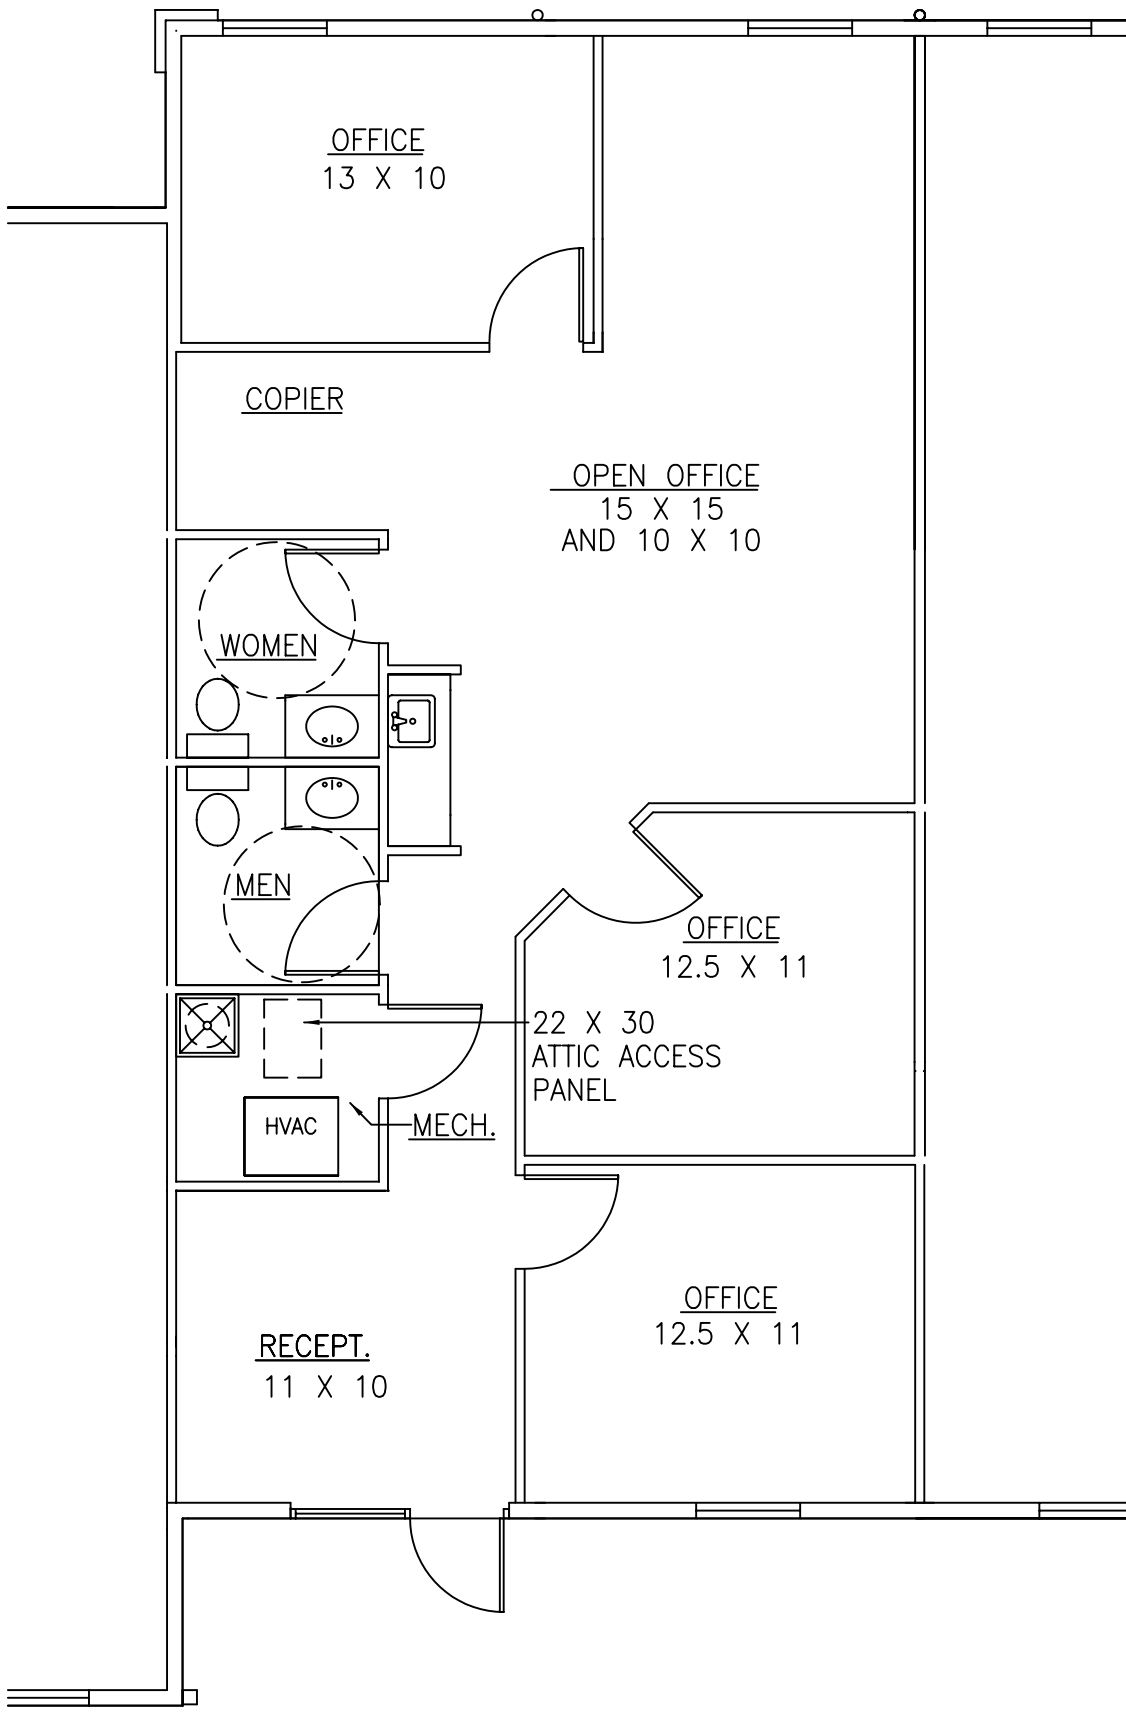 OFFICE
13 X 10
COPIER
OPEN OFFICE
15 X 15
AND 10 X 10
WOMEN
MEN
OFFICE
12.5 X 11
22 X 30
ATTIC ACCESS
PANEL
HVAC
MECH.
OFFICE
12.5 X 11
RECEPT.
11 X 10